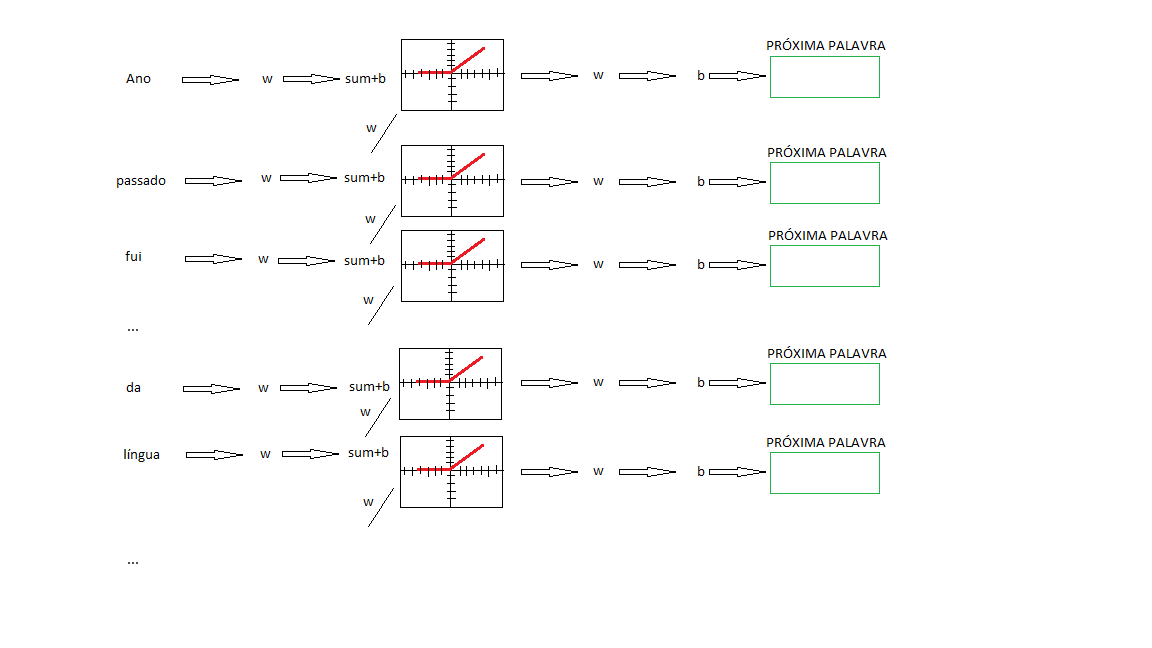 PRÓXIMA PALAVRA
Ano w sum+b w b
w
PRÓXIMA PALAVRA
passado w sum+b w b
w
PRÓXIMA PALAVRA
fui w sum+b w b
w
...
PRÓXIMA PALAVRA
da w sum+b w b
w
PRÓXIMA PALAVRA
língua w sum+b w b
w
...